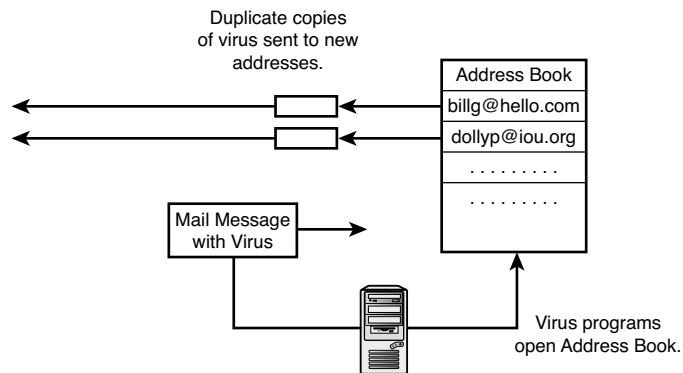 Duplicate copies
of virus sent to new
addresses.
Address Book
billg@hello.com
dollyp@iou.org
. . . . . . . . .
. . . . . . . . .
Mail Message
with Virus
Virus programs
open Address Book.